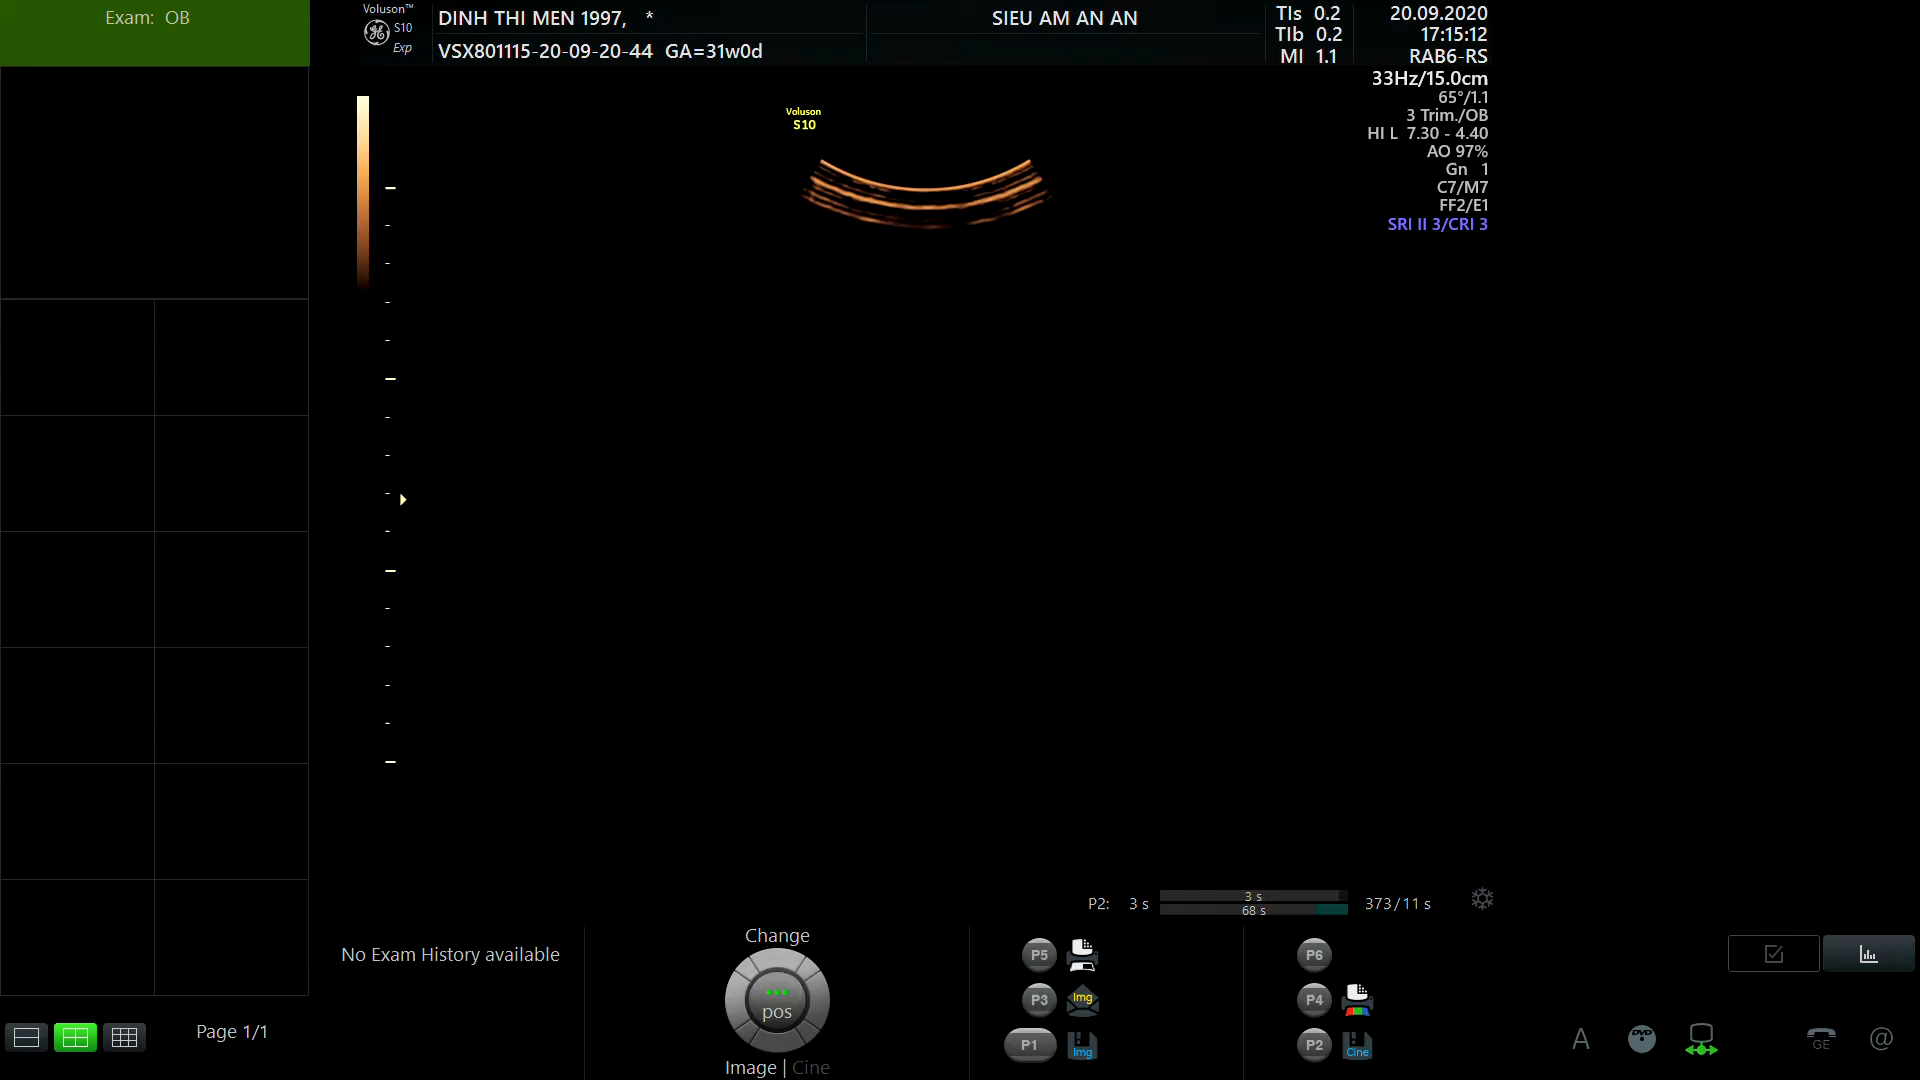 Exam: OB
Voluson™
S10
Exp
DINH THI MEN 1997, *
VSX801115-20-09-20-44 GA=31w0d
SIEU AM AN AN
TIs 0.2
TIb 0.2
MI 1.1
20.09.2020
17:15:12
RAB6-RS
33Hz/15.0cm
65°/1.1
3 Trim./OB
HI L 7.30 - 4.40
AO 97%
Gn 1
C7/M7
FF2/E1
SRI II 3/CRI 3
Voluson
S10
P2: 3 s
3 s
68 s
373/11 s
No Exam History available
Change
pos
Image | Cine
P5
P3 Img
P1 Img
P6
P4
P2 Cine
Page 1/1
A
DVD
GE
@